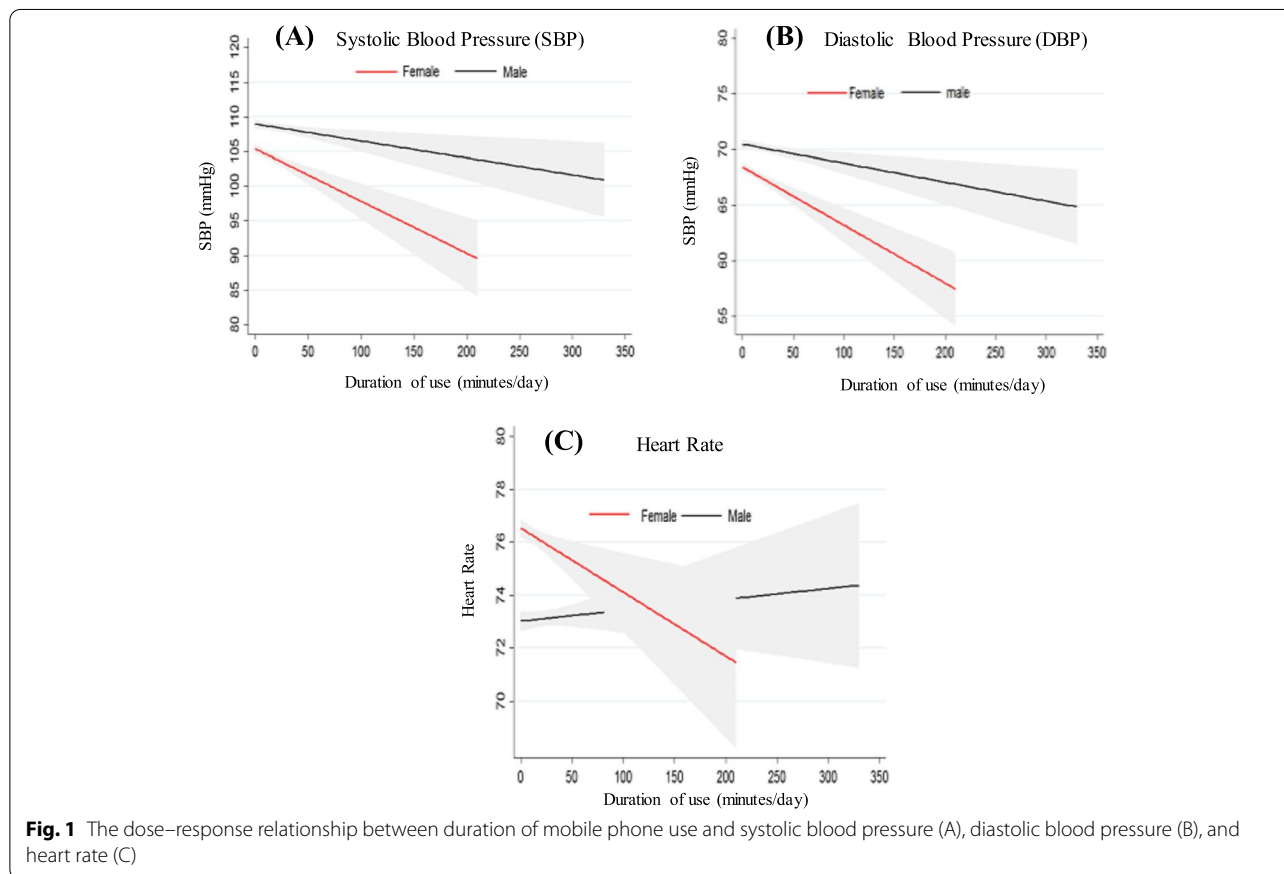 (A) Systolic Blood Pressure (SBP)
Female Male
120
115
110
105
100
95
90
85
80
SBP (mmHg)
0 50 100 150 200 250 300 350
Duration of use (minutes/day)
(B) Diastolic Blood Pressure (DBP)
Female male
80
75
70
65
60
55
SBP (mmHg)
0 50 100 150 200 250 300 350
Duration of use (minutes/day)
(C) Heart Rate
Female Male
80
78
76
74
72
70
Heart Rate
0 50 100 150 200 250 300 350
Duration of use (minutes/day)
Fig. 1 The dose–response relationship between duration of mobile phone use and systolic blood pressure (A), diastolic blood pressure (B), and
heart rate (C)